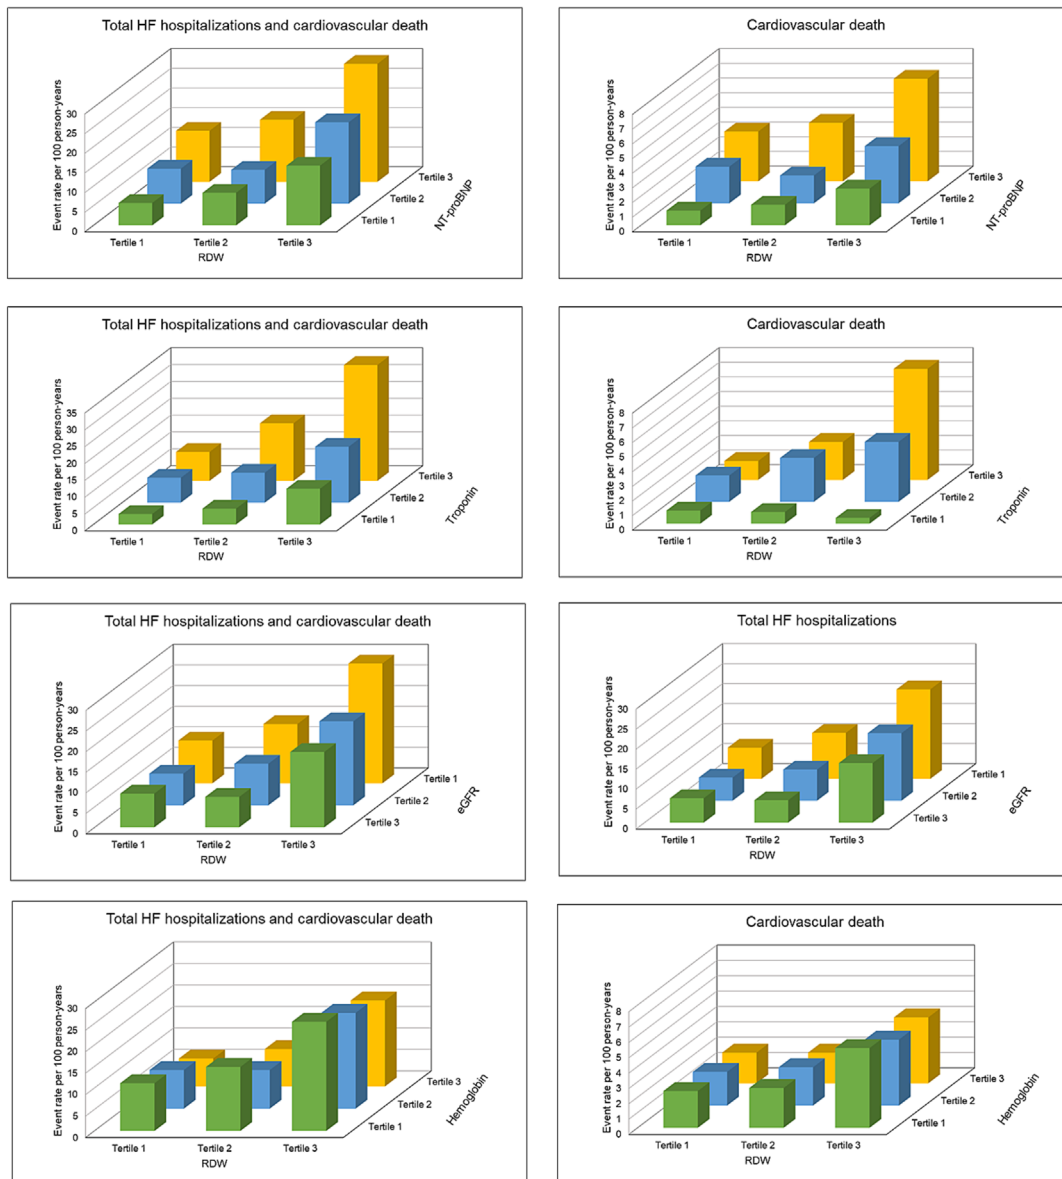 Total HF hospitalizations and cardiovascular death
Event rate per 100 person-years
30
25
20
15
10
5
0
Tertile 1
Tertile 2
Tertile 3
RDW
Tertile 1
Tertile 2
Tertile 3
NT-proBNP
Cardiovascular death
Event rate per 100 person-years
8
7
6
5
4
3
2
1
0
Tertile 1
Tertile 2
Tertile 3
RDW
Tertile 1
Tertile 2
Tertile 3
NT-proBNP
Total HF hospitalizations and cardiovascular death
Event rate per 100 person-years
35
30
25
20
15
10
5
0
Tertile 1
Tertile 2
Tertile 3
RDW
Tertile 1
Tertile 2
Tertile 3
Troponin
Cardiovascular death
Event rate per 100 person-years
8
7
6
5
4
3
2
1
0
Tertile 1
Tertile 2
Tertile 3
RDW
Tertile 1
Tertile 2
Tertile 3
Troponin
Total HF hospitalizations and cardiovascular death
Event rate per 100 person-years
30
25
20
15
10
5
0
Tertile 1
Tertile 2
Tertile 3
RDW
Tertile 3
Tertile 2
Tertile 1
eGFR
Total HF hospitalizations
Event rate per 100 person-years
30
25
20
15
10
5
0
Tertile 1
Tertile 2
Tertile 3
RDW
Tertile 3
Tertile 2
Tertile 1
eGFR
Total HF hospitalizations and cardiovascular death
Event rate per 100 person-years
30
25
20
15
10
5
0
Tertile 1
Tertile 2
Tertile 3
RDW
Tertile 1
Tertile 2
Tertile 3
Hemoglobin
Cardiovascular death
Event rate per 100 person-years
8
7
6
5
4
3
2
1
0
Tertile 1
Tertile 2
Tertile 3
RDW
Tertile 1
Tertile 2
Tertile 3
Hemoglobin